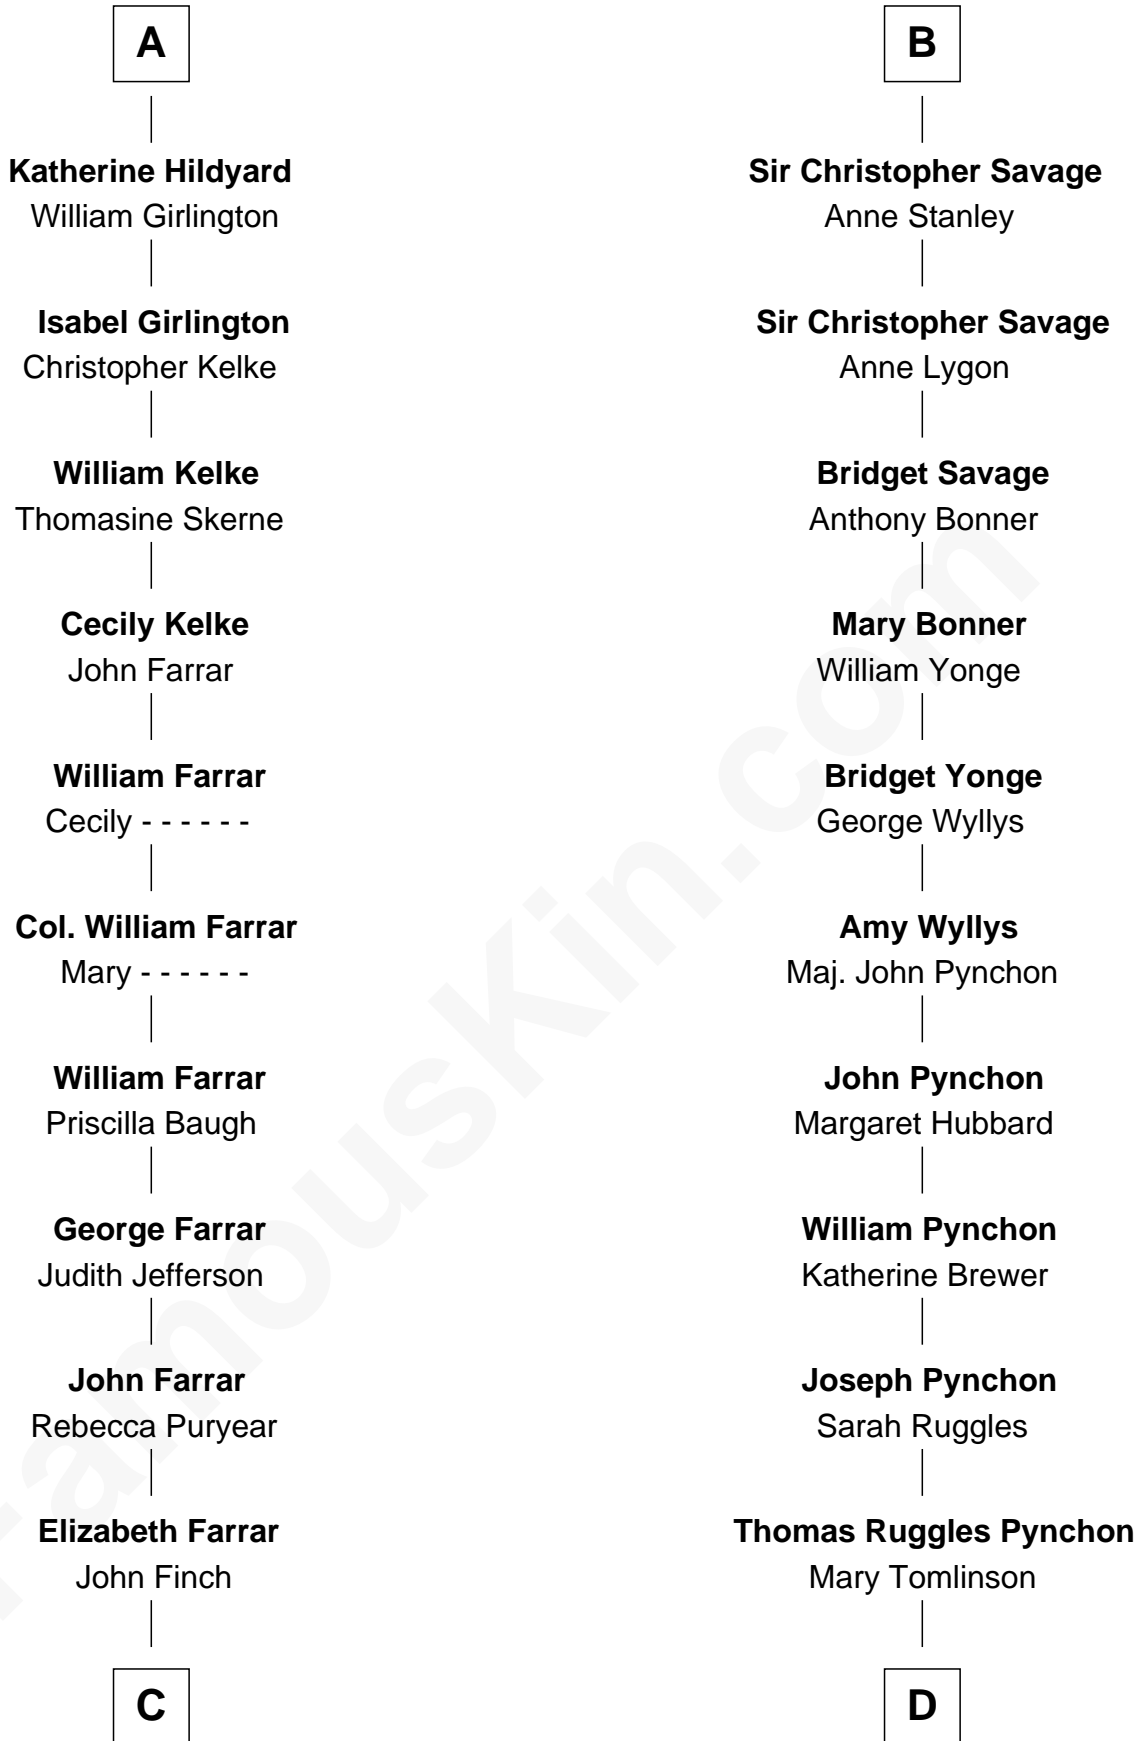 A
Katherine Hildyard
William Girlington
Isabel Girlington
Christopher Kelke
William Kelke
Thomasine Skerne
Cecily Kelke
John Farrar
William Farrar
Cecily - - - - - -
Col. William Farrar
Mary - - - - - -
William Farrar
Priscilla Baugh
George Farrar
Judith Jefferson
John Farrar
Rebecca Puryear
Elizabeth Farrar
John Finch
C
B
Sir Christopher Savage
Anne Stanley
Sir Christopher Savage
Anne Lygon
Bridget Savage
Anthony Bonner
Mary Bonner
William Yonge
Bridget Yonge
George Wyllys
Amy Wyllys
Maj. John Pynchon
John Pynchon
Margaret Hubbard
William Pynchon
Katherine Brewer
Joseph Pynchon
Sarah Ruggles
Thomas Ruggles Pynchon
Mary Tomlinson
D
FamousKin.com